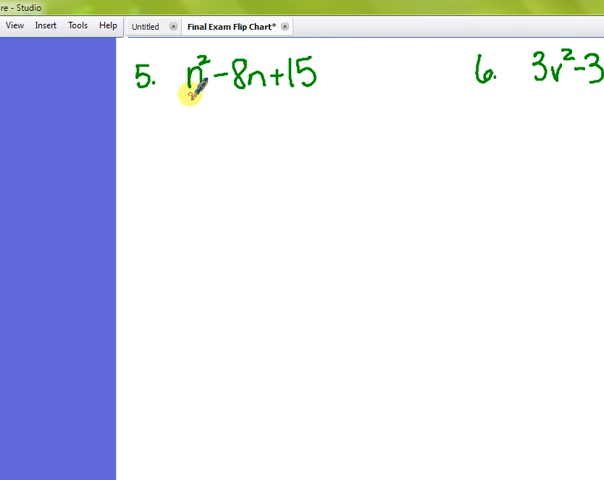 re - Studio
View Insert Tools Help Untitled Final Exam Flip Chart*
5. n² - 8n + 15
6. 3v² - 3